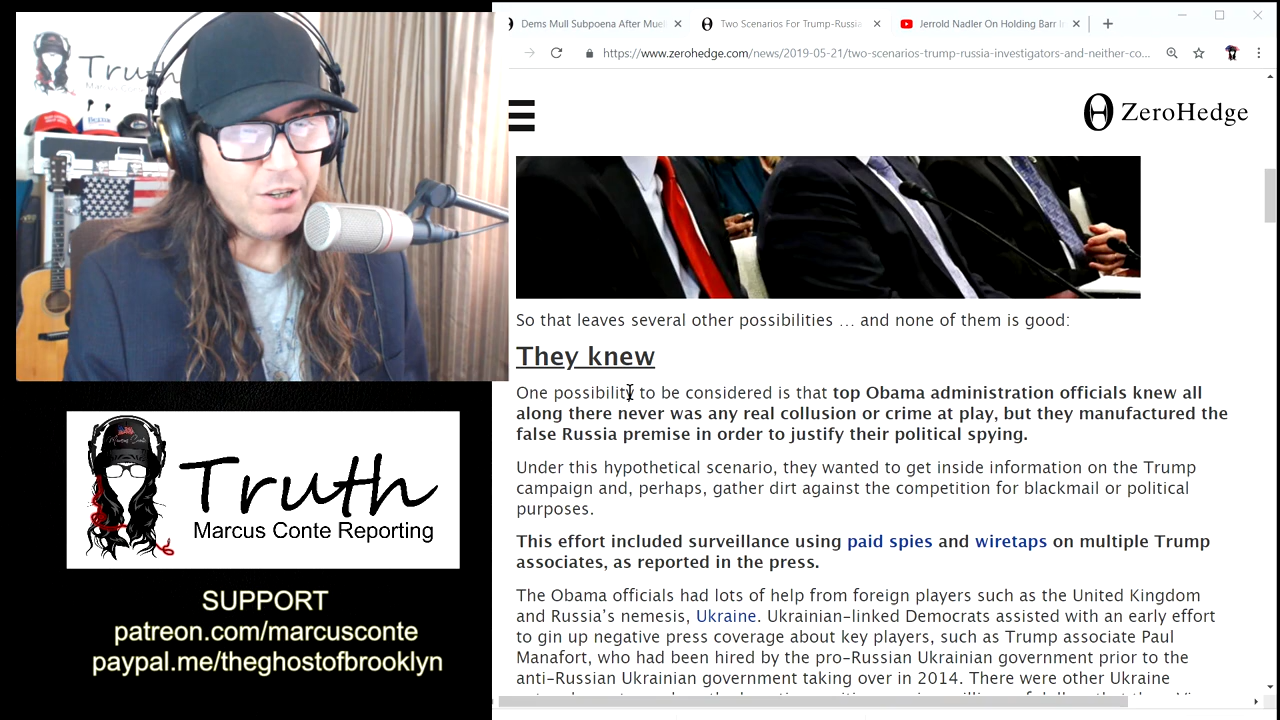 Dems Mull Subpoena After Muel
Two Scenarios For Trump-Russia
Jerrold Nadler On Holding Barr I
https://www.zerohedge.com/news/2019-05-21/two-scenarios-trump-russia-investigators-and-neither-co...
Truth
Marcus Conte
ZeroHedge
So that leaves several other possibilities … and none of them is good:
They knew
One possibility to be considered is that top Obama administration officials knew all
along there never was any real collusion or crime at play, but they manufactured the
false Russia premise in order to justify their political spying.
Under this hypothetical scenario, they wanted to get inside information on the Trump
campaign and, perhaps, gather dirt against the competition for blackmail or political
purposes.
This effort included surveillance using paid spies and wiretaps on multiple Trump
associates, as reported in the press.
The Obama officials had lots of help from foreign players such as the United Kingdom
and Russia’s nemesis, Ukraine. Ukrainian-linked Democrats assisted with an early effort
to gin up negative press coverage about key players, such as Trump associate Paul
Manafort, who had been hired by the pro-Russian Ukrainian government prior to the
anti-Russian Ukrainian government taking over in 2014. There were other Ukraine
Truth
Marcus Conte Reporting
SUPPORT
patreon.com/marcusconte
paypal.me/theghostofbrooklyn